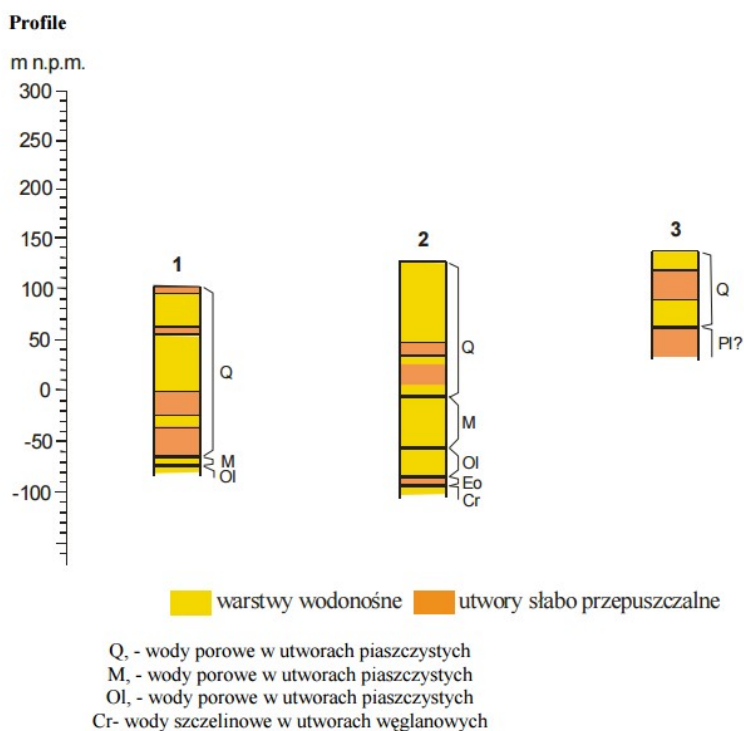 Profile
m n.p.m.
300
250
200
150
100
50
0
-50
-100
1
Q
M
Ol
2
Q
M
Ol
Eo
Cr
3
Q
Pl?
warstwy wodonośne
utwory słabo przepuszczalne
Q, - wody porowe w utworach piaszczystych
M, - wody porowe w utworach piaszczystych
Ol, - wody porowe w utworach piaszczystych
Cr- wody szczelinowe w utworach węglanowych